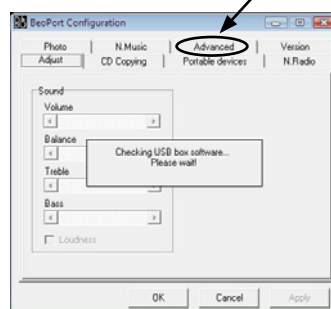 BeoPort Configuration
Photo N.Music Advanced Version
Adjust CD Copying Portable devices N.Radio
Sound
Volume
Balance
Checking USB box software...
Please wait!
Treble
Bass
Loudness
OK Cancel Apply